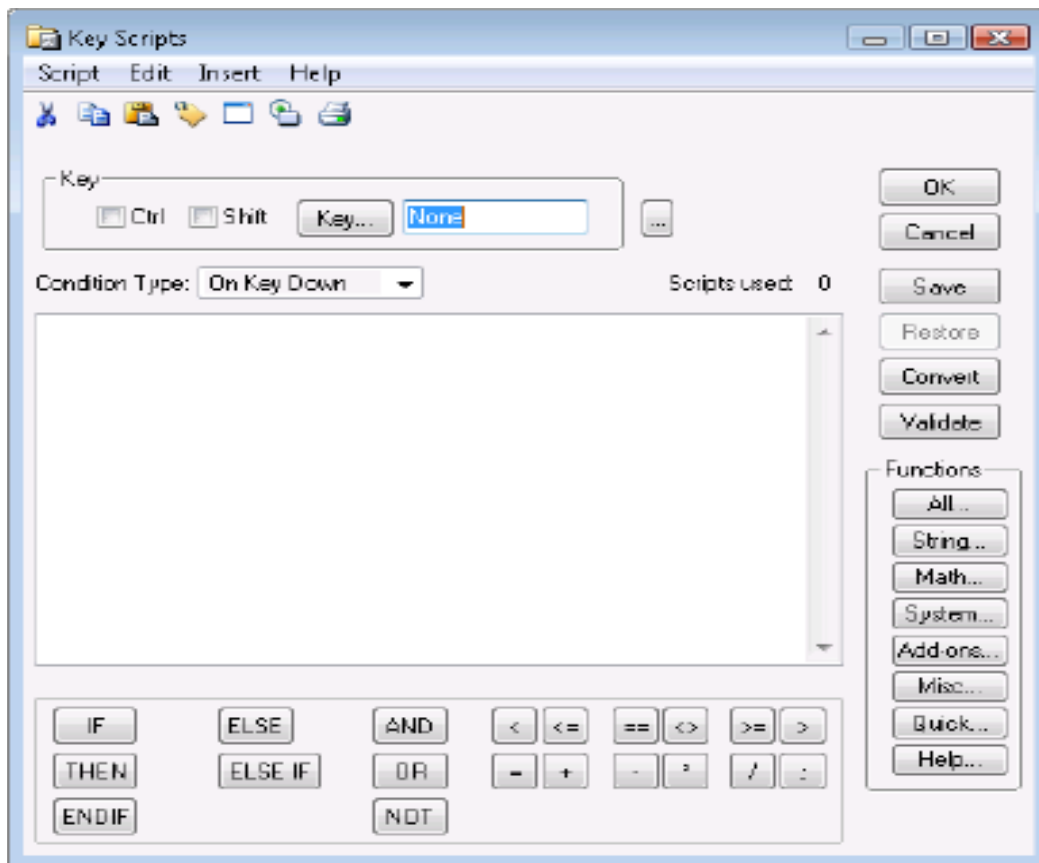 Key Scripts
Script Edit Insert Help
Key
Ctrl Shift Key... None ...
OK
Cancel
Condition Type: On Key Down Scripts used: 0
Save
Restore
Convert
Validate
Functions
All...
String...
Math...
System...
Add-ons...
Misc...
Quick...
Help...
IF ELSE AND < <= == <> >= >
THEN ELSE IF OR = + - / ;
ENDIF NOT